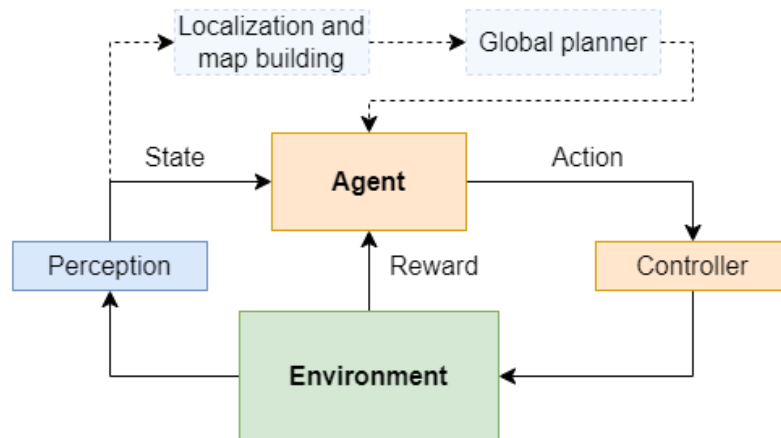 Localization and
map building
Global planner
State
Agent
Action
Perception
Reward
Controller
Environment